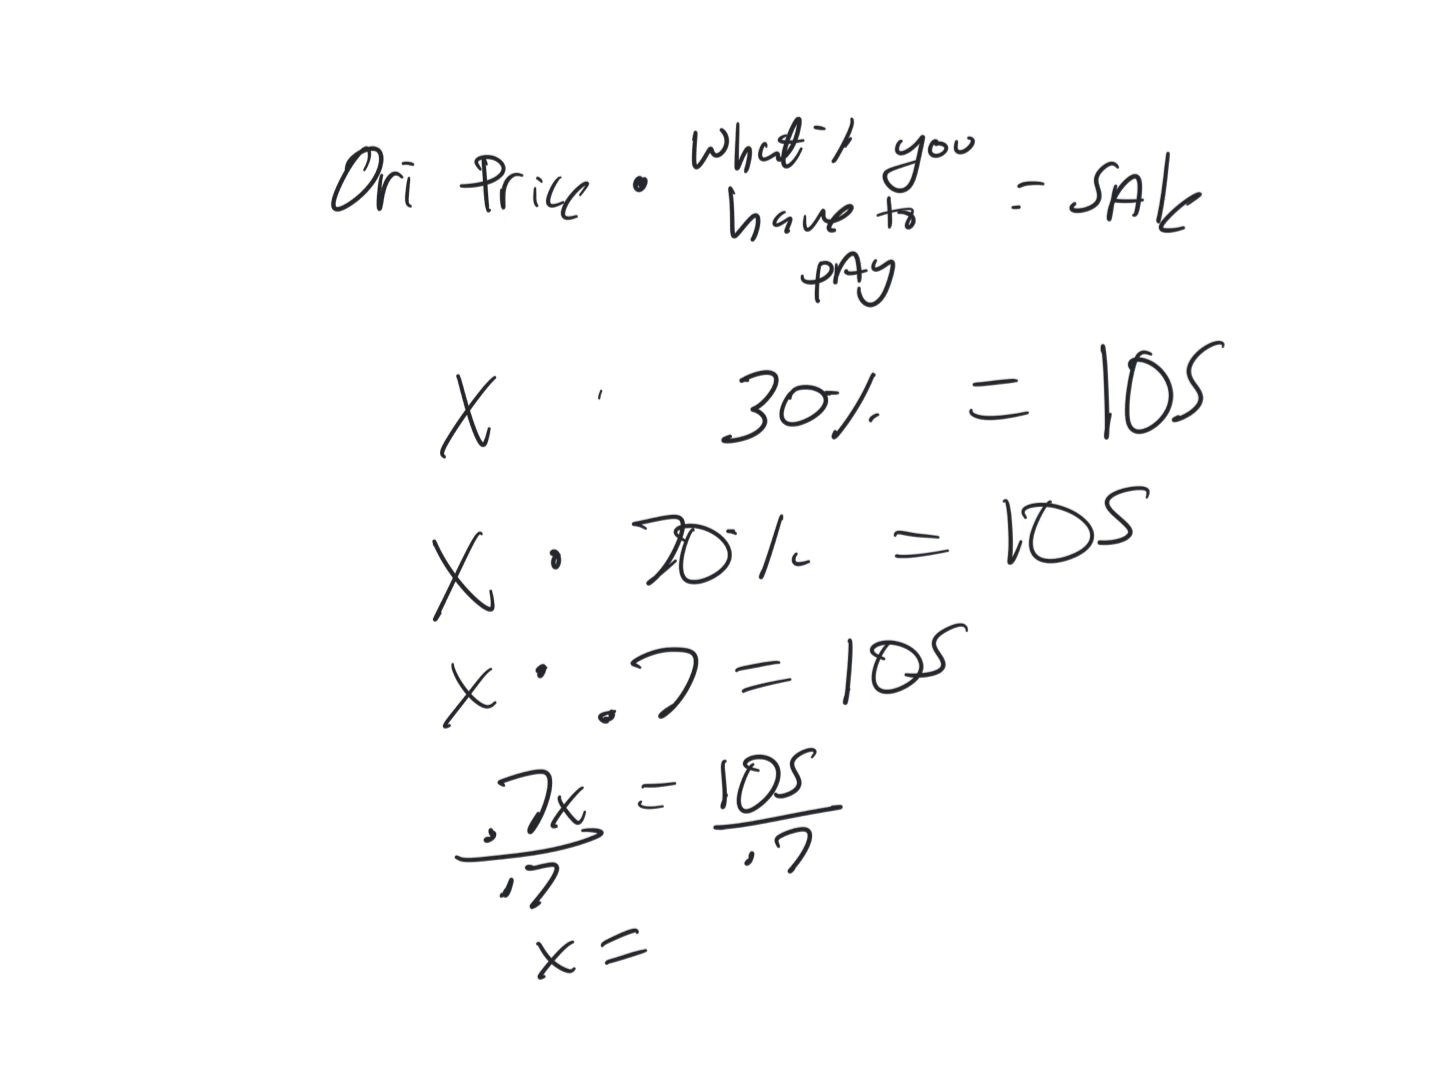 Ori Price • What % you have to pay = SAle
X · 30% = 105
X • 70% = 105
x • .7 = 105
.7x = 105
.7 .7
x =